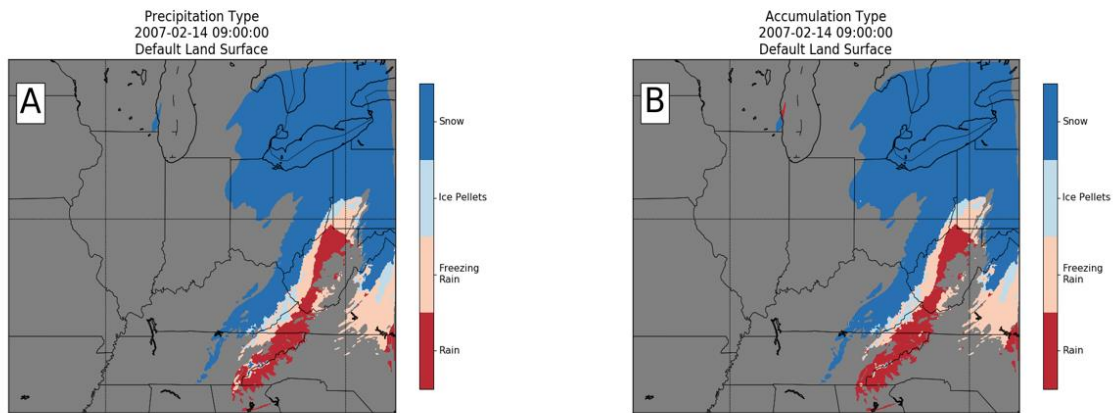 Precipitation Type
2007-02-14 09:00:00
Default Land Surface
A
Snow
Ice Pellets
Freezing
Rain
Rain
Accumulation Type
2007-02-14 09:00:00
Default Land Surface
B
Snow
Ice Pellets
Freezing
Rain
Rain